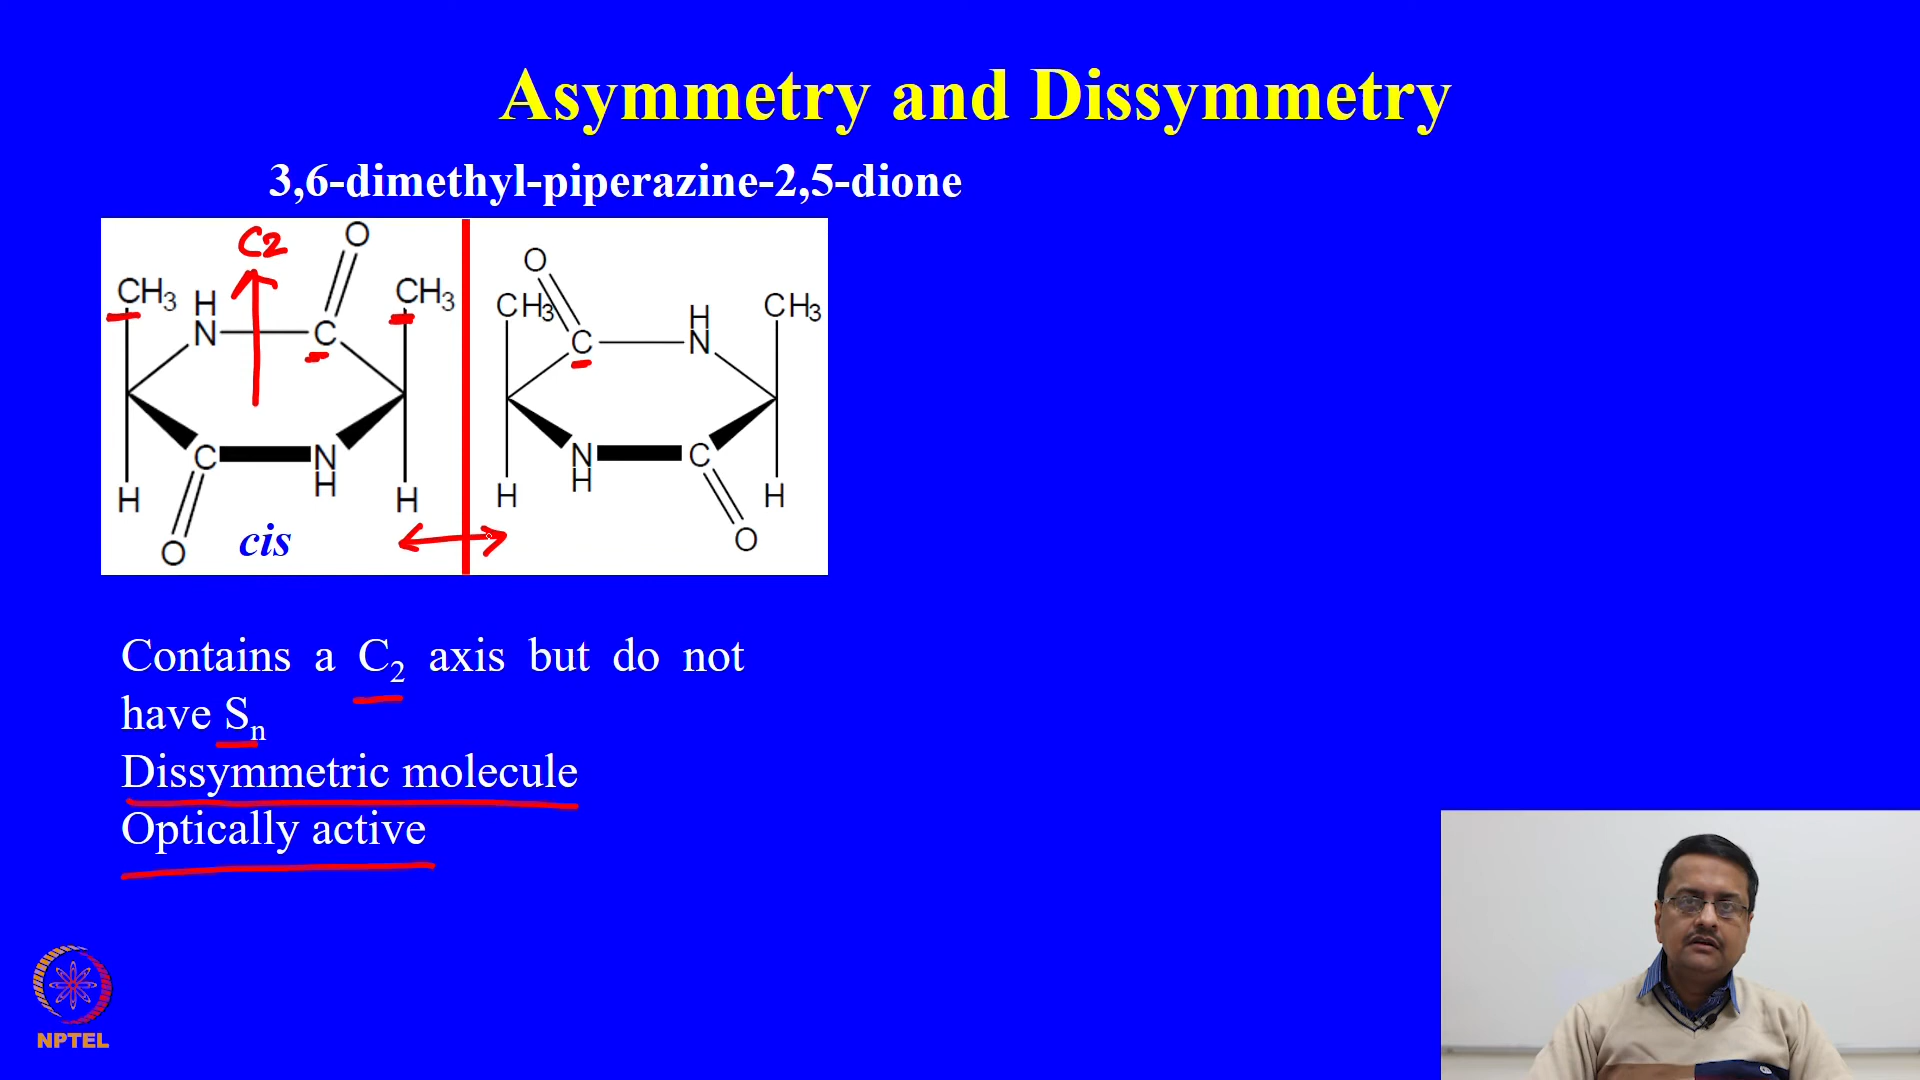 Asymmetry and Dissymmetry
3,6-dimethyl-piperazine-2,5-dione
C2
O
O
CH3
H
CH3
CH3
H
CH3
N
C
C
N
C
N
N
C
H
H
H
H
H
H
O
cis
O
Contains a C2 axis but do not
have Sn
Dissymmetric molecule
Optically active
NPTEL